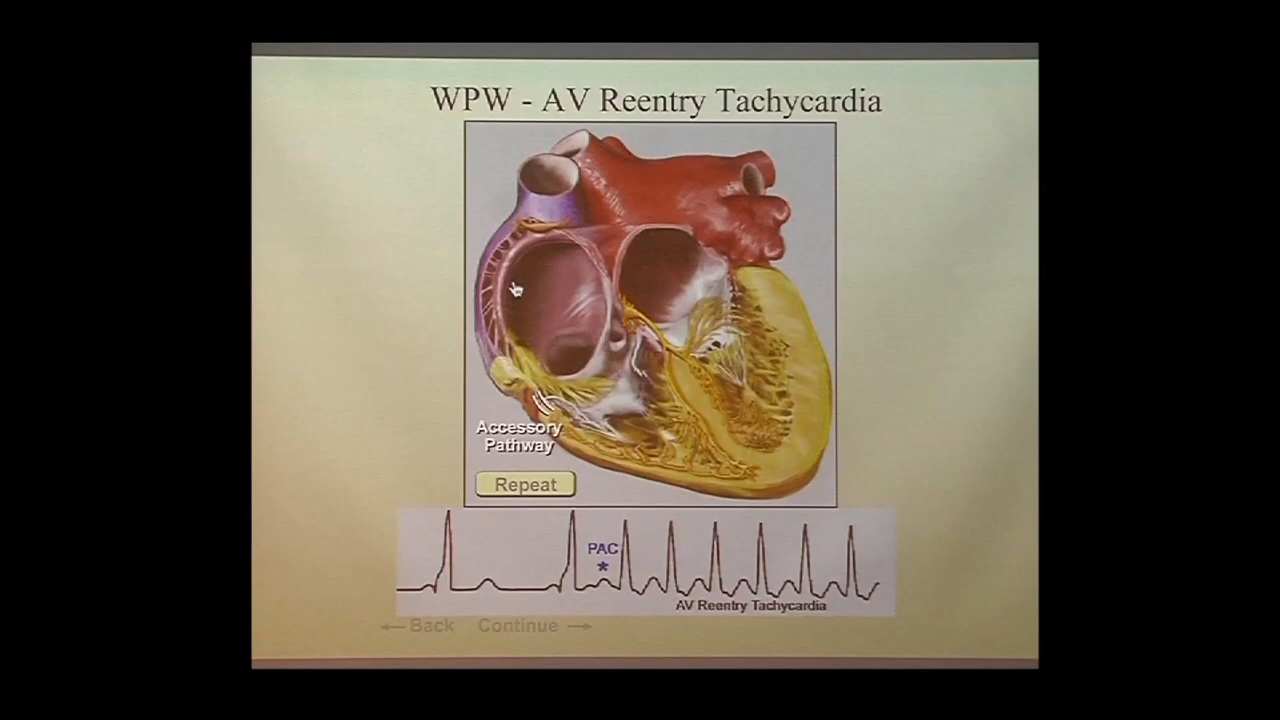 WPW - AV Reentry Tachycardia
Accessory
Pathway
Repeat
PAC
*
AV Reentry Tachycardia
← Back Continue →